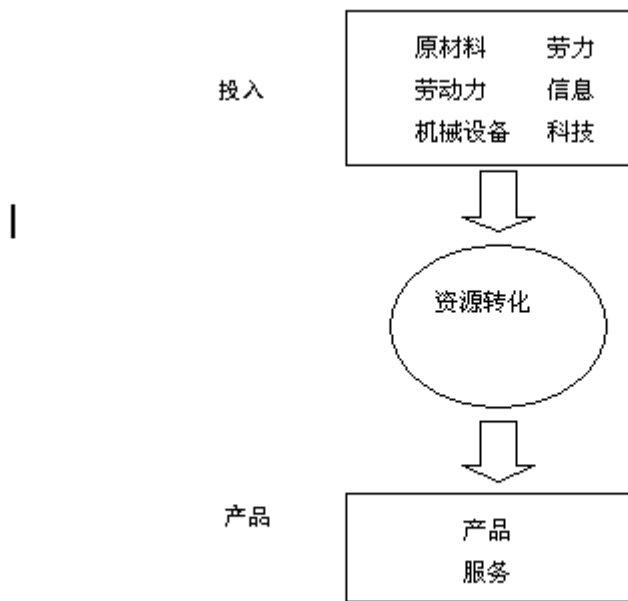 原材料 劳力
投入 劳动力 信息
机械设备 科技
资源转化
产品 产品
服务